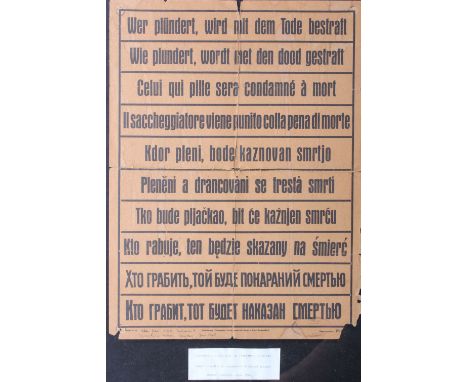 Wer plündert, wird mit dem Tode bestraft
Wie plundert, wordt met den dood gestraft
Celui qui pille sera condamné à mort
Il saccheggiatore viene punito colla pena di morte
Kdor pleni, bode kaznovan smrtjo
Pleněni a drancováni se trestá smrti
Tko bude pljačkao, bit će kažnjen smrću
Kto rabuje, ten będzie skazany na śmierć
Хто грабить, той буде покараний смертью
Кто грабит, тот будет наказан смертью